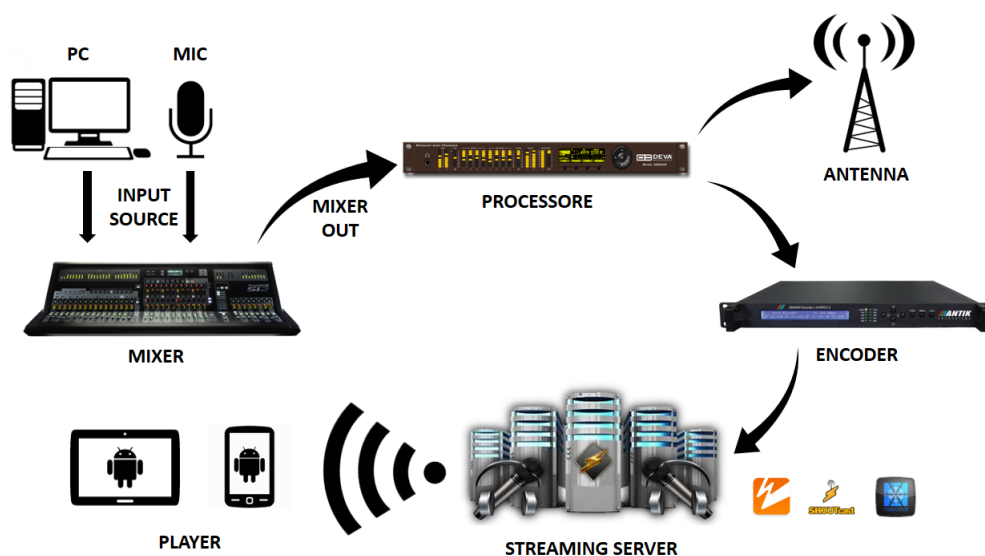 PC
MIC
INPUT
SOURCE
MIXER
OUT
DEVA
PROCESSORE
ANTENNA
MIXER
ANTIK
ENCODER
SHOUTcast
PLAYER
STREAMING SERVER